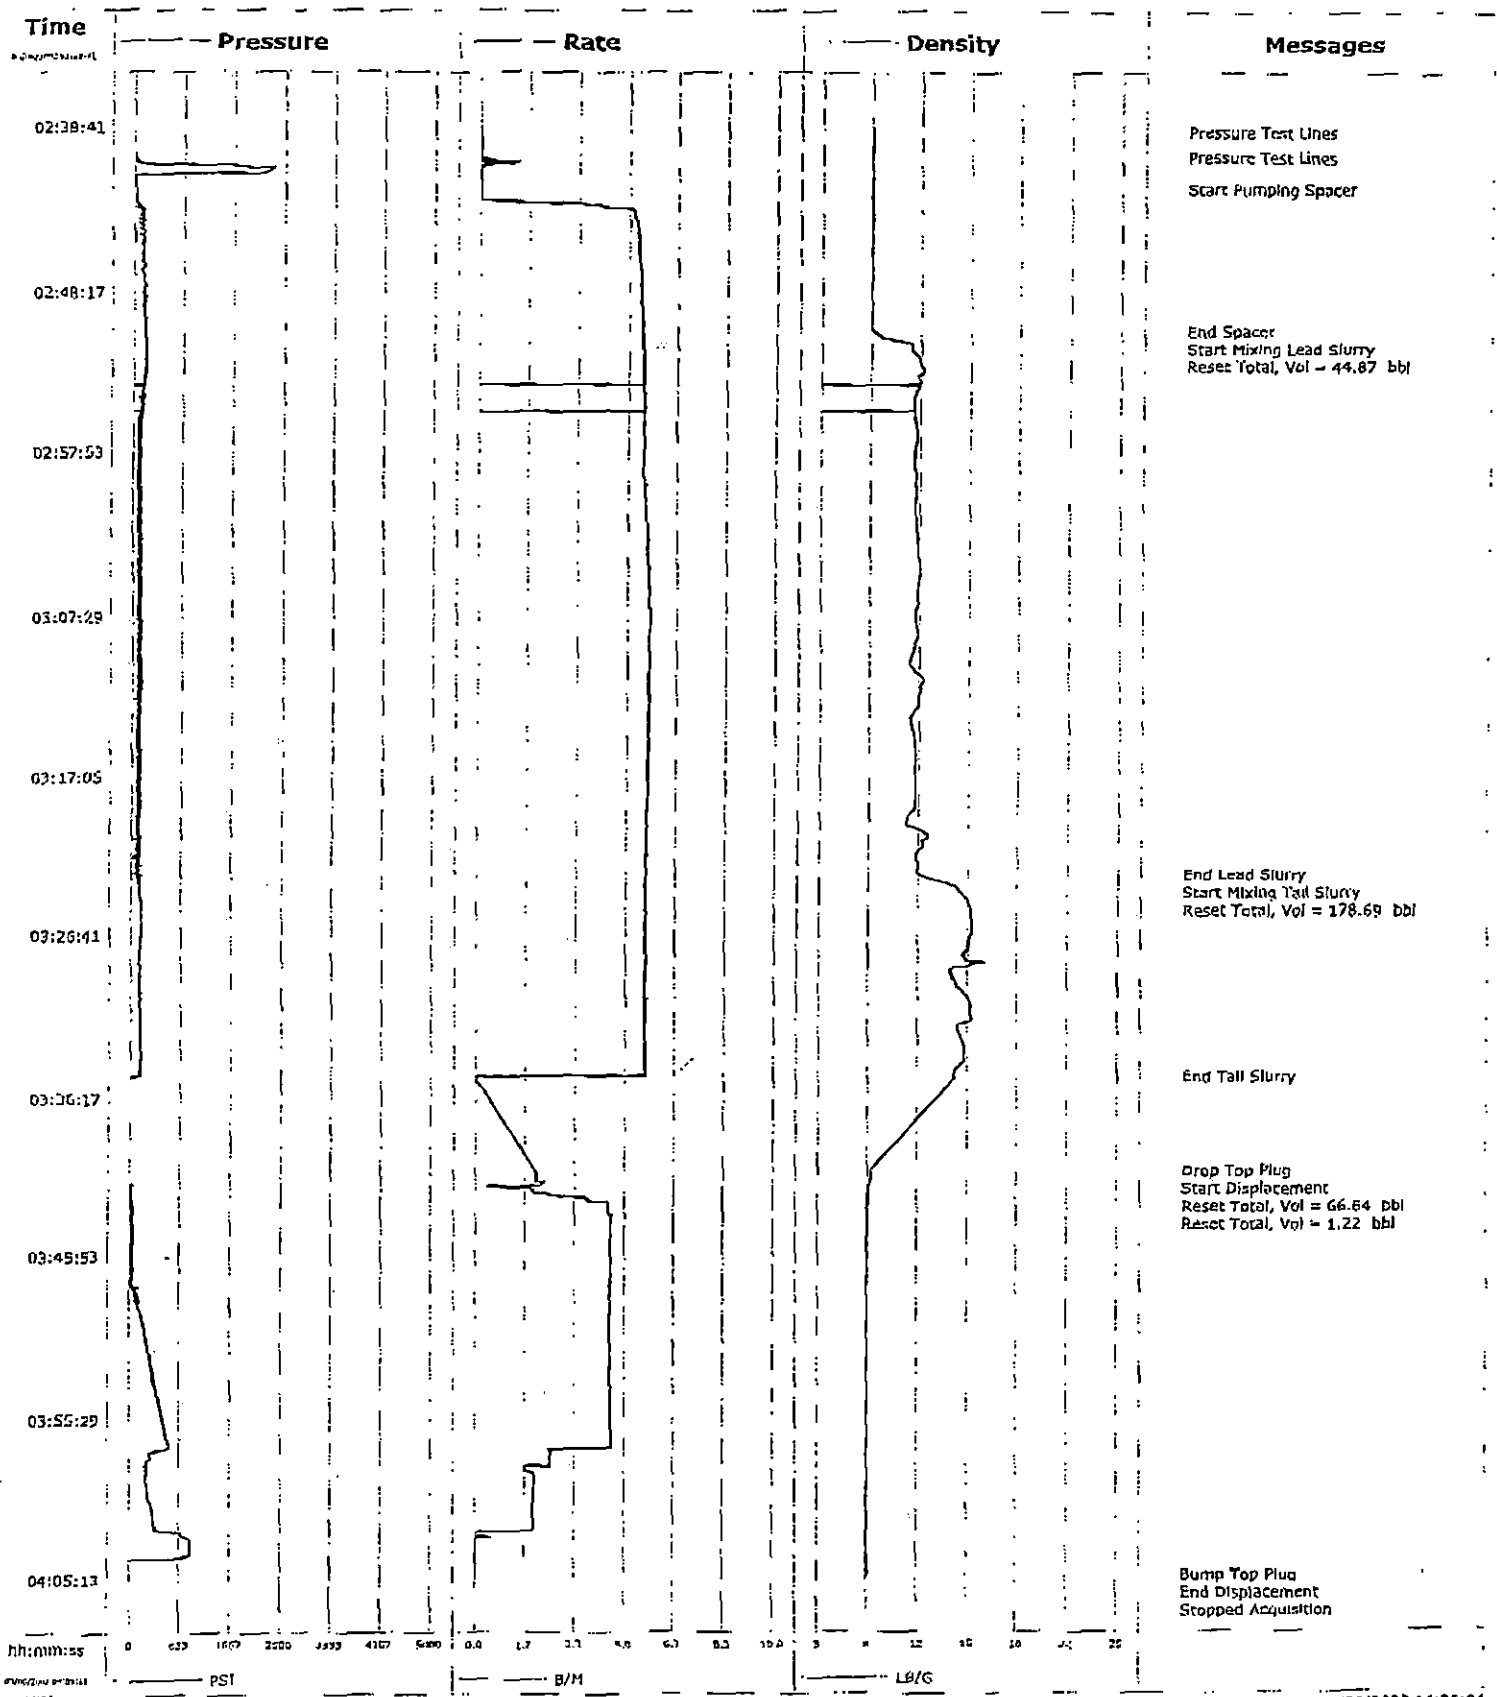 Time
Pressure
Rate
Density
Messages
02:38:41
Pressure Test Lines
Pressure Test Lines
Start Pumping Spacer
02:48:17
End Spacer
Start Mixing Lead Slurry
Reset Total, Vol = 44.87 bbl
02:57:53
03:07:29
03:17:05
End Lead Slurry
Start Mixing Tail Slurry
Reset Total, Vol = 178.69 bbl
03:26:41
End Tail Slurry
03:36:17
Drop Top Plug
Start Displacement
Reset Total, Vol = 66.64 bbl
Reset Total, Vol = 1.22 bbl
03:45:53
03:55:29
04:05:13
Bump Top Plug
End Displacement
Stopped Acquisition
hh:mm:ss
0
0.0
12
PSI
B/M
LB/G